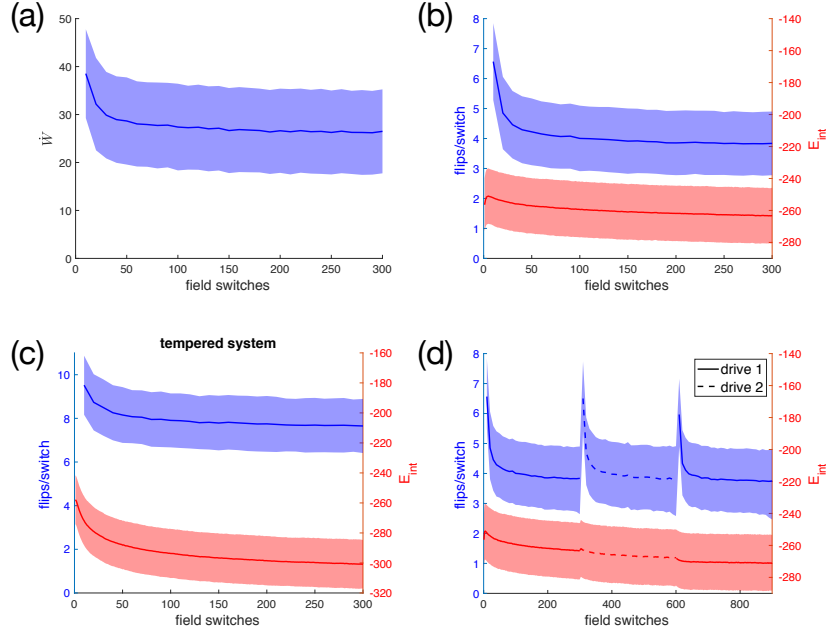 (a)
50
40
30
20
10
0
Ẇ
0 50 100 150 200 250 300
field switches
(b)
8
7
6
5
4
3
2
1
0
flips/switch
-140
-160
-180
-200
-220
-240
-260
-280
E_int
0 50 100 150 200 250 300
field switches
(c)
tempered system
10
8
6
4
2
0
flips/switch
-160
-180
-200
-220
-240
-260
-280
-300
-320
E_int
0 50 100 150 200 250 300
field switches
(d)
8
7
6
5
4
3
2
1
0
flips/switch
drive 1
drive 2
-140
-160
-180
-200
-220
-240
-260
-280
E_int
0 200 400 600 800
field switches